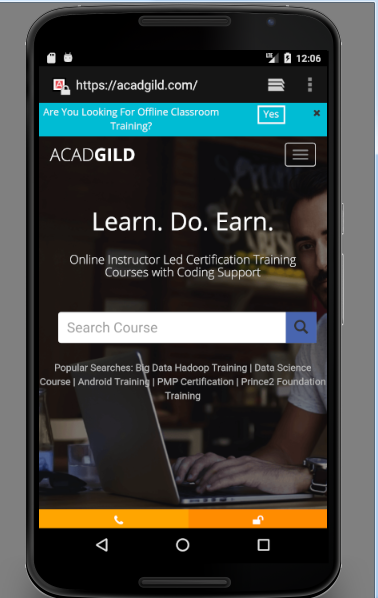 LTE 12:06
https://acadgild.com/
Are You Looking For Offline Classroom
Training?
Yes
×
ACADGILD
Learn. Do. Earn.
Online Instructor Led Certification Training
Courses with Coding Support
Search Course
Popular Searches: Big Data Hadoop Training | Data Science
Course | Android Training | PMP Certification | Prince2 Foundation
Training